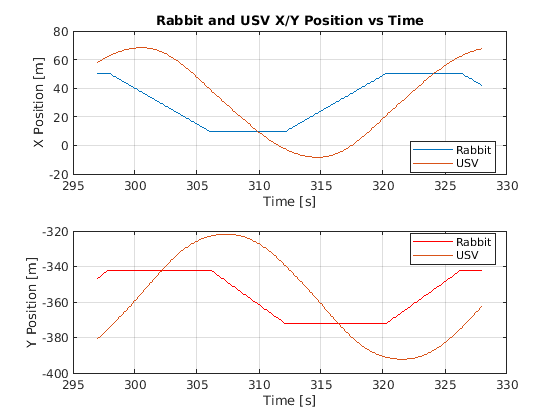 Rabbit and USV X/Y Position vs Time
80
60
40
20
0
-20
X Position [m]
Rabbit
USV
295 300 305 310 315 320 325 330
Time [s]
-320
-340
-360
-380
-400
Y Position [m]
Rabbit
USV
295 300 305 310 315 320 325 330
Time [s]